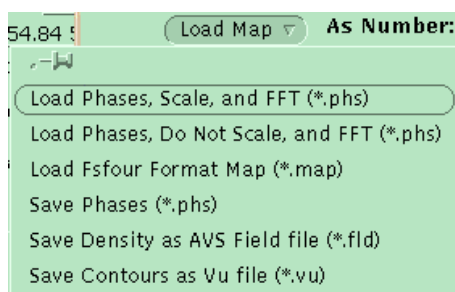 54.84 5 Load Map As Number:
Load Phases, Scale, and FFT (*.phs)
Load Phases, Do Not Scale, and FFT (*.phs)
Load Fsfour Format Map (*.map)
Save Phases (*.phs)
Save Density as AVS Field file (*.fld)
Save Contours as Vu file (*.vu)